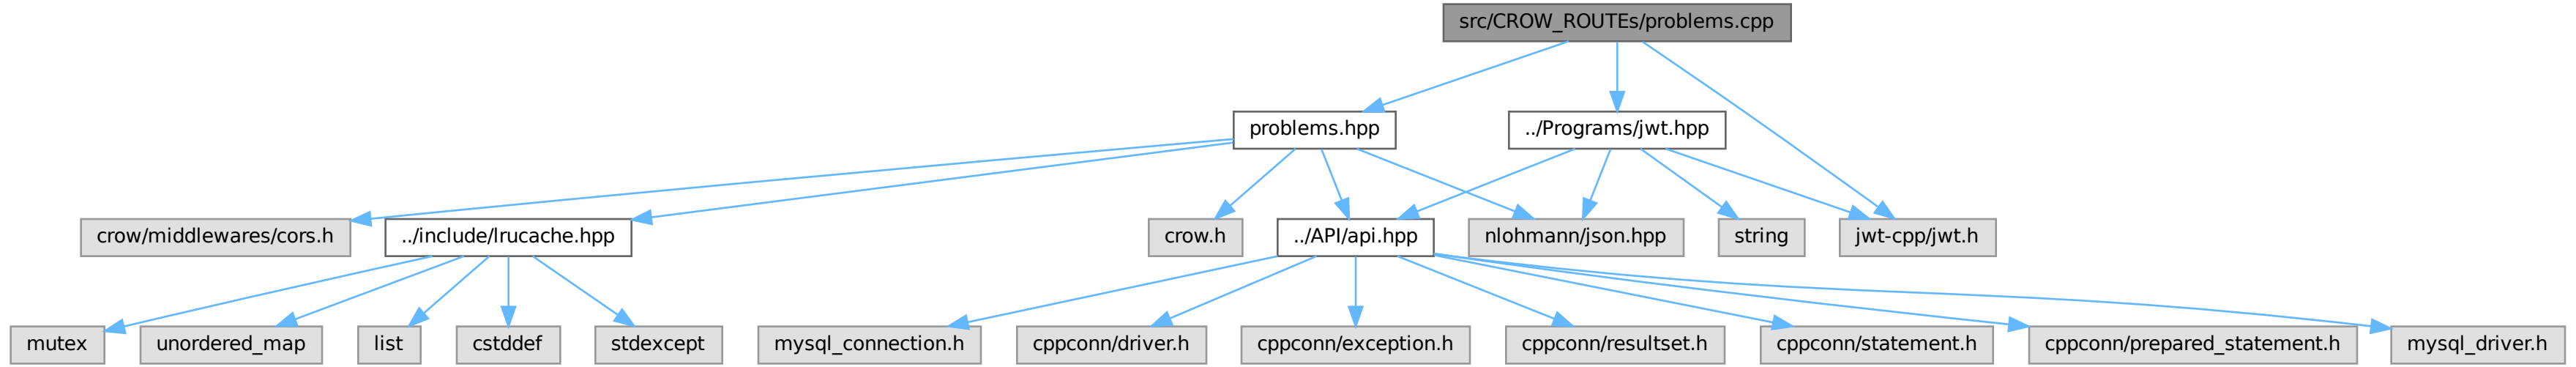 src/CROW_ROUTEs/problems.cpp
problems.hpp
../Programs/jwt.hpp
crow/middlewares/cors.h
../include/lrucache.hpp
crow.h
../API/api.hpp
nlohmann/json.hpp
string
jwt-cpp/jwt.h
mutex
unordered_map
list
cstddef
stdexcept
mysql_connection.h
cppconn/driver.h
cppconn/exception.h
cppconn/resultset.h
cppconn/statement.h
cppconn/prepared_statement.h
mysql_driver.h